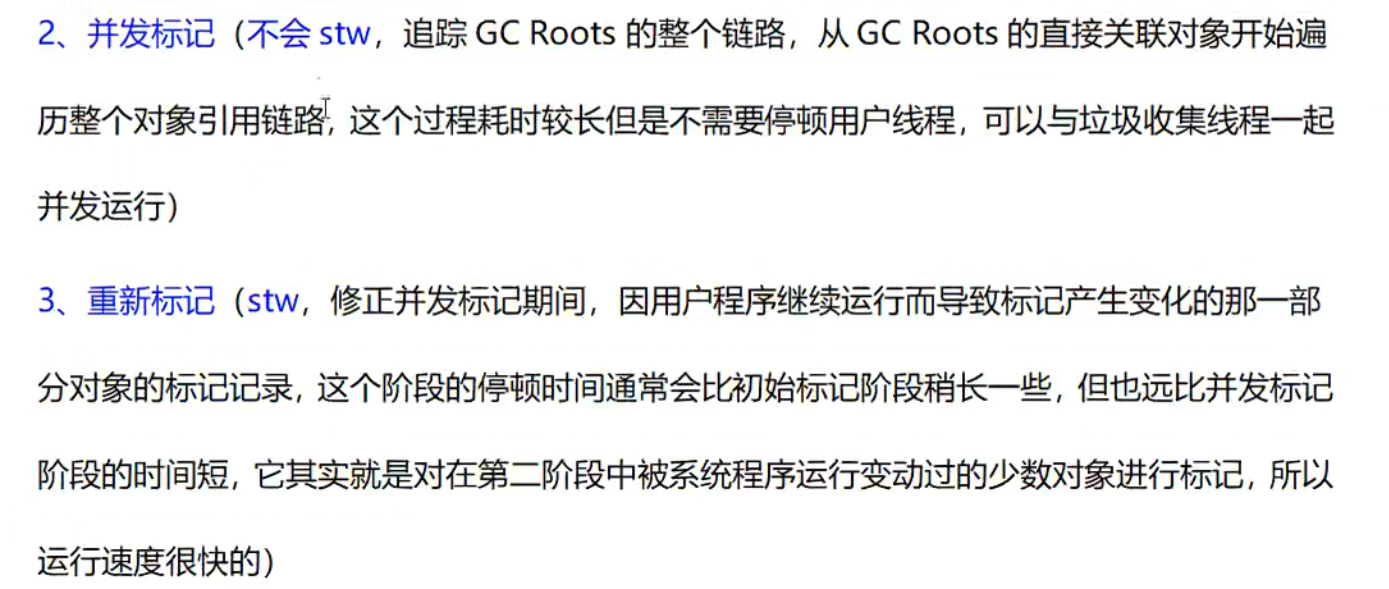 2、并发标记（不会 stw，追踪 GC Roots 的整个链路，从 GC Roots 的直接关联对象开始遍
历整个对象引用链路，这个过程耗时较长但是不需要停顿用户线程，可以与垃圾收集线程一起
并发运行）
3、重新标记（stw，修正并发标记期间，因用户程序继续运行而导致标记产生变化的那一部
分对象的标记记录，这个阶段的停顿时间通常会比初始标记阶段稍长一些，但也远比并发标记
阶段的时间短，它其实就是对在第二阶段中被系统程序运行变动过的少数对象进行标记，所以
运行速度很快的）